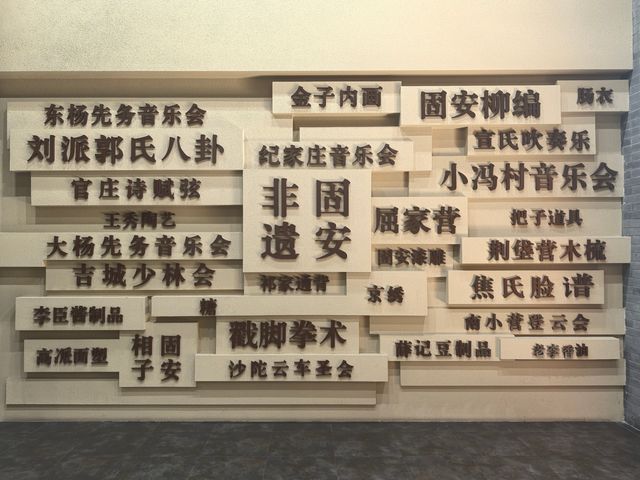 东杨先务音乐会
金子内画
固安柳编
肠衣
刘派郭氏八卦
纪家庄音乐会
宣氏吹奏乐
官庄诗赋弦
固安
非遗
小冯村音乐会
王秀陶艺
屈家营
把子道具
大杨先务音乐会
固安漆雕
荆堡营木梳
吉城少林会
祁家通背
京绣
焦氏脸谱
李臣酱制品
糖
戳脚拳术
南小营登云会
高派面塑
固安
相子
沙陀云车圣会
薛记豆制品
老李香油